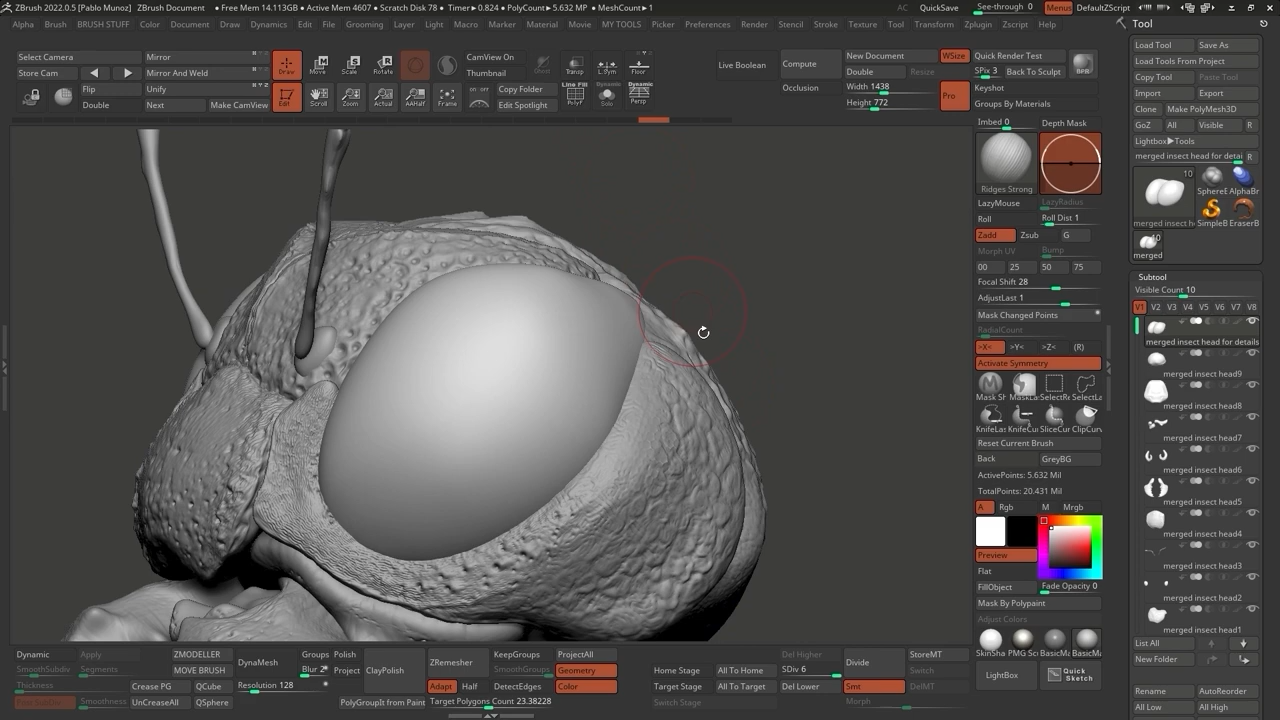 ZBrush 2022.0.5 [Pablo Munoz] ZBrush Document • Free Mem 14.113GB • Active Mem 4607 • Scratch Disk 78 • Timer▶0.824 • PolyCount▶5.632 MP • MeshCount▶1 AC QuickSave See-through 0 Menus DefaultZScript
Alpha Brush BRUSH STUFF Color Document Draw Dynamics Edit File Grooming Layer Light Macro Marker Material Movie MY TOOLS Picker Preferences Render Stencil Stroke Texture Tool Transform Zplugin Zscript Help
Select Camera Mirror
Store Cam Mirror And Weld
Flip Unify
Double Next Make CamView
Draw Move Scale Rotate
Edit Scroll Zoom Actual AAHalf Frame
CamView On
Thumbnail
on off Copy Folder
Edit Spotlight
Ghost Transp L.Sym Floor
Line Fill
PolyF
Dynamic
Solo
Dynamic
Persp
Live Boolean Compute
Occlusion
New Document WSize
Double Resize
Width 1438
Height 772
Pro
Quick Render Test
SPix 3 Back To Sculpt
Keyshot
Groups By Materials
BPR
Imbed 0 Depth Mask
Ridges Strong
LazyMouse LazyRadius
Roll Roll Dist 1
Zadd Zsub G
Morph UV Bump
00 25 50 75
Focal Shift 28
AdjustLast 1
Mask Changed Points
RadialCount
>X< >Y< >Z< (R)
Activate Symmetry
Mask Sh MaskLa SelectRe SelectLa
KnifeLas KnifeCur SliceCur ClipCurv
Reset Current Brush
Back GreyBG
ActivePoints: 5.632 Mil
TotalPoints: 20.431 Mil
A Rgb M Mrgb
Preview
Flat
FillObject Fade Opacity 0
Mask By Polypaint
Adjust Colors
SkinSha PMG Sc BasicMa BasicMa
LightBox Quick Sketch
Tool
Load Tool Save As
Load Tools From Project
Copy Tool Paste Tool
Import Export
Clone Make PolyMesh3D
GoZ All Visible R
Lightbox▶Tools
merged insect head for detai R
10
SphereB AlphaBr
merged insect h SimpleB EraserB
10
merged
Subtool
Visible Count 10
V1 V2 V3 V4 V5 V6 V7 V8
merged insect head for details
merged insect head9
merged insect head8
merged insect head7
merged insect head6
merged insect head5
merged insect head4
merged insect head3
merged insect head2
merged insect head1
List All
New Folder
Rename AutoReorder
All Low All High
Dynamic Apply
SmoothSubdiv Segments
Thickness
Smoothness
ZMODELLER
MOVE BRUSH
Crease PG QCube
UnCreaseAll QSphere
DynaMesh
Resolution 128
Groups Polish
Blur 2 Project
ClayPolish
PolyGroupIt from Paint
ZRemesher
Adapt Half
Target Polygons Count 23.38228
KeepGroups ProjectAll
SmoothGroups Geometry
DetectEdges Color
Home Stage All To Home
Target Stage All To Target
Switch Stage
Del Higher
SDiv 6
Del Lower
Divide
Smt
Morph
StoreMT
Switch
DelMT